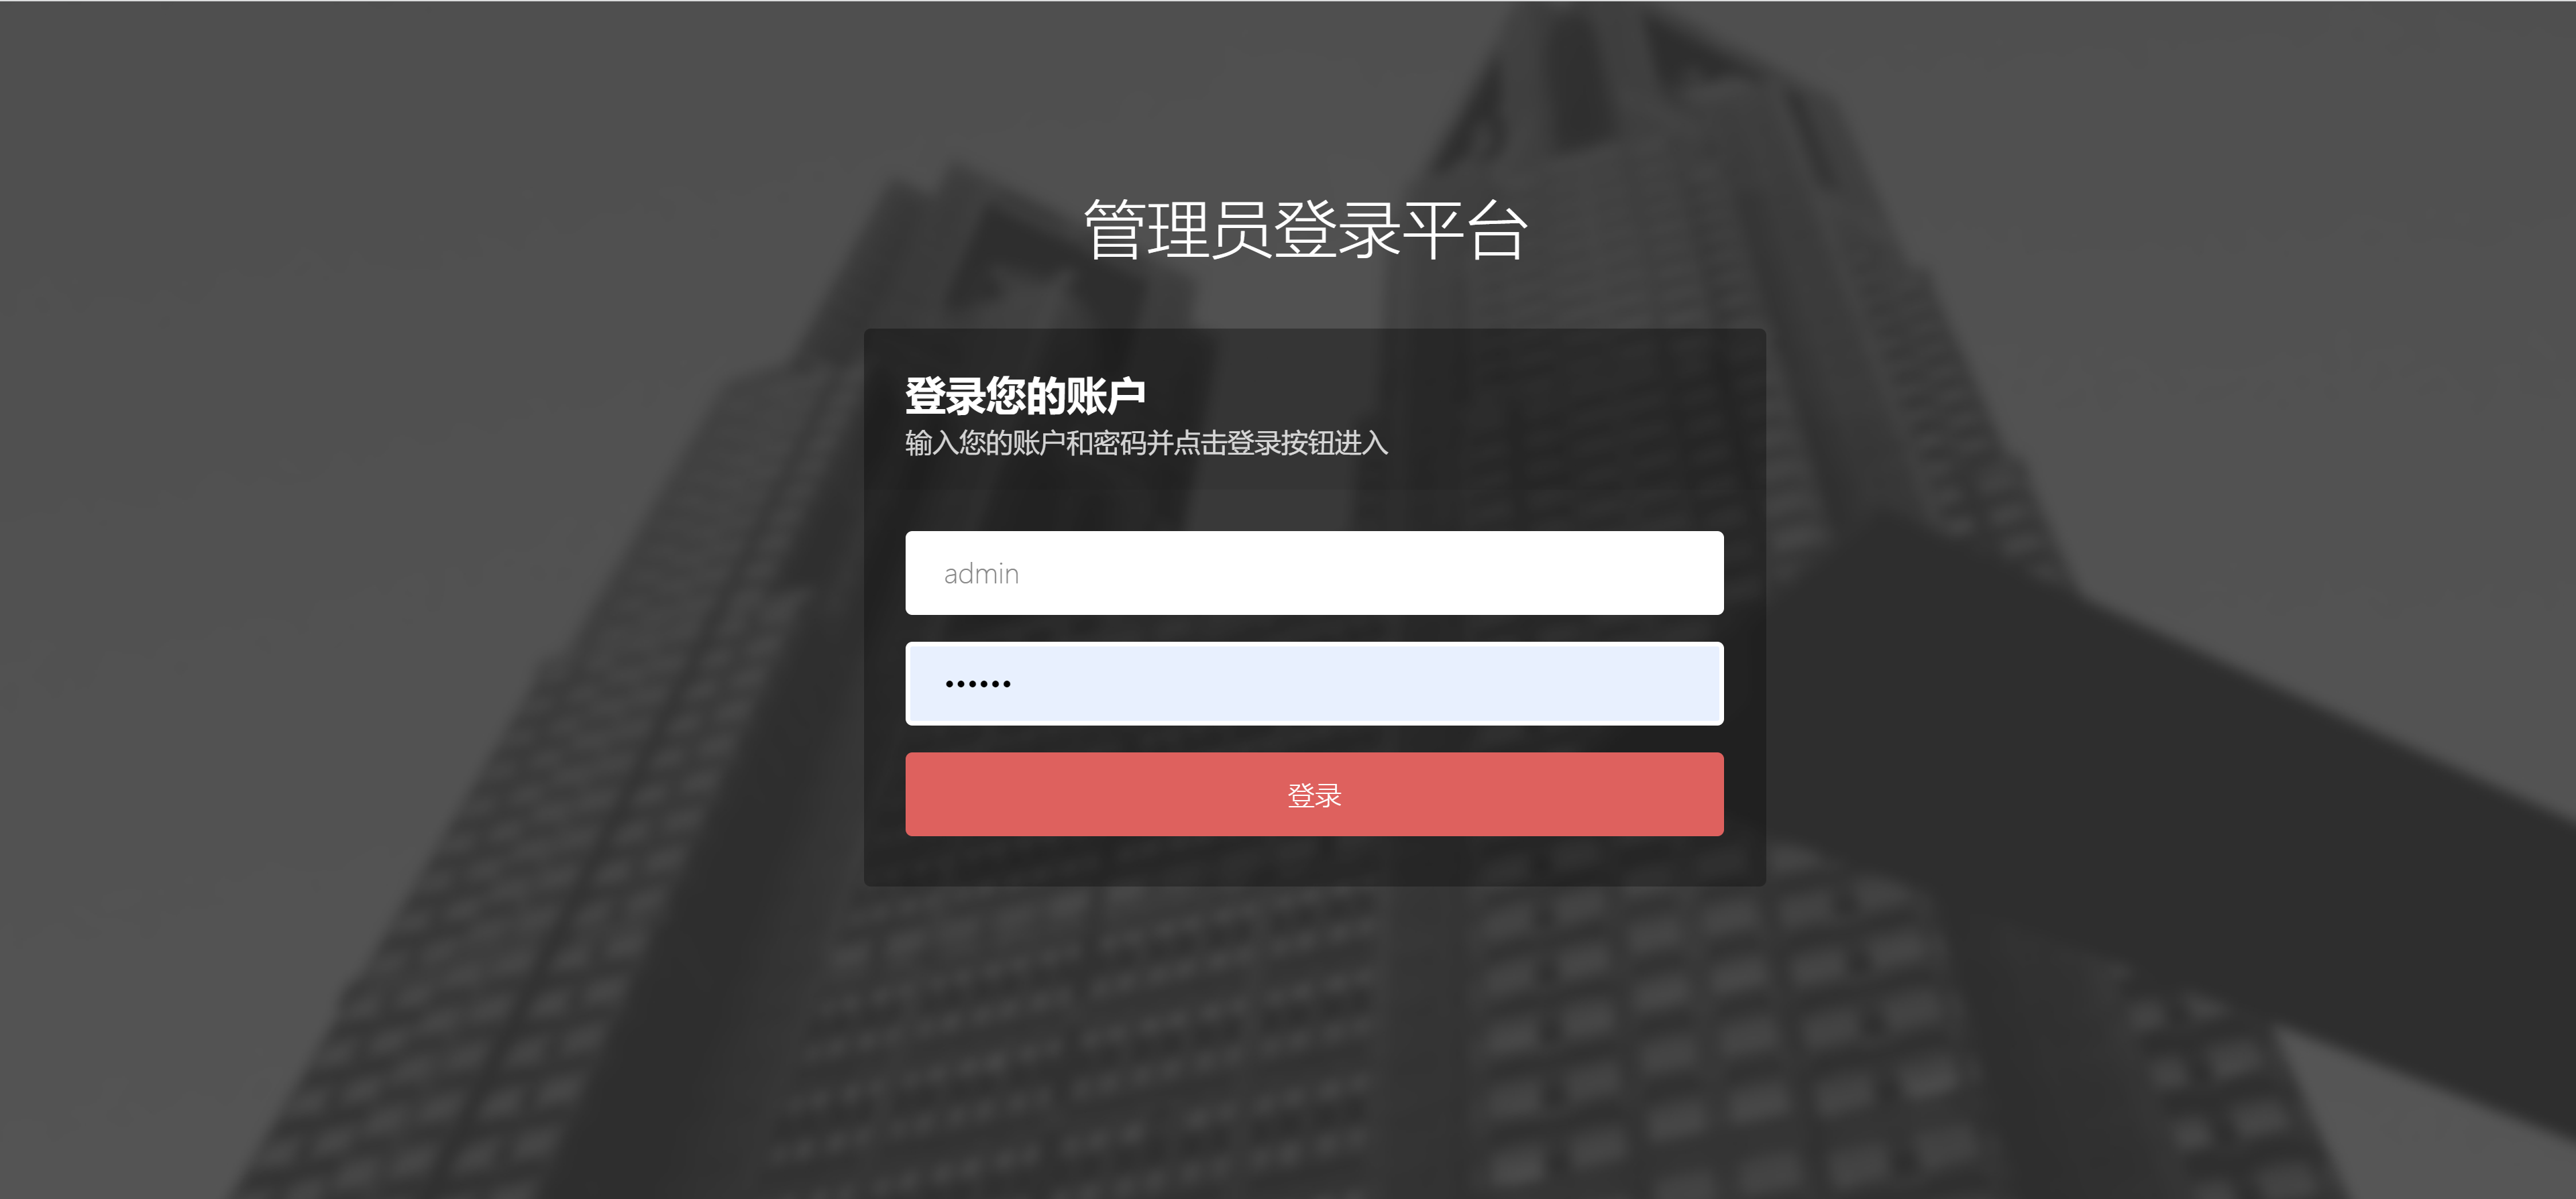 管理员登录平台
登录您的账户
输入您的账户和密码并点击登录按钮进入
admin
••••••
登录